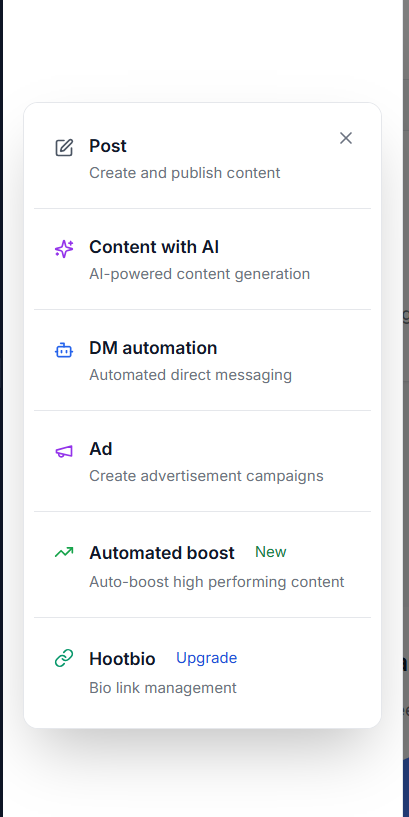 Post
Create and publish content
Content with AI
AI-powered content generation
DM automation
Automated direct messaging
Ad
Create advertisement campaigns
Automated boost New
Auto-boost high performing content
Hootbio Upgrade
Bio link management